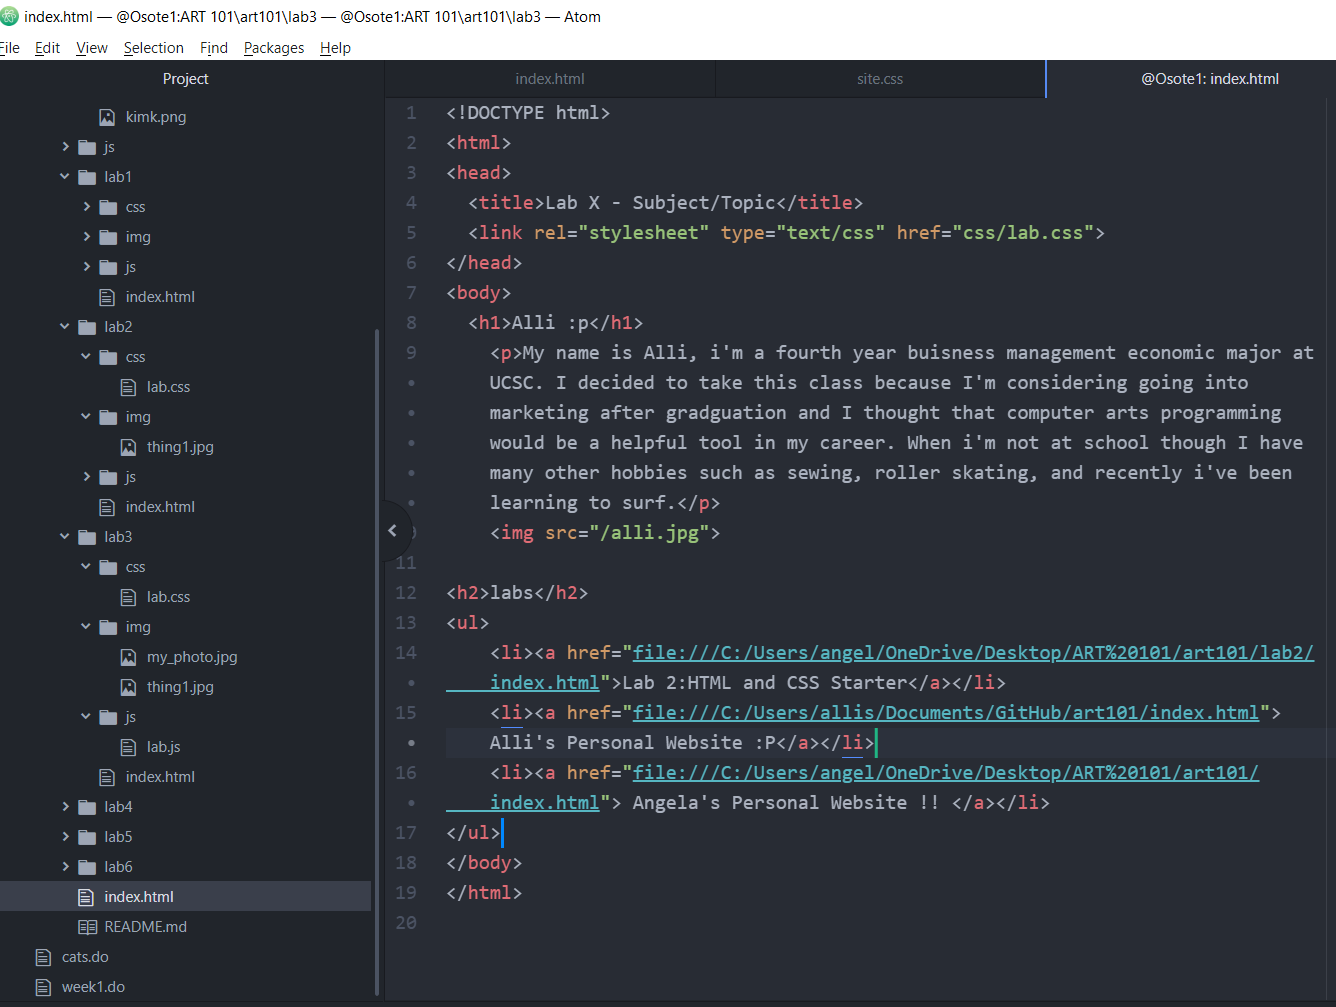 index.html — @Osote1:ART 101\art101\lab3 — @Osote1:ART 101\art101\lab3 — Atom
File Edit View Selection Find Packages Help
Project
kimk.png
js
lab1
css
img
js
index.html
lab2
css
lab.css
img
thing1.jpg
js
index.html
lab3
css
lab.css
img
my_photo.jpg
thing1.jpg
js
lab.js
index.html
lab4
lab5
lab6
index.html
README.md
cats.do
week1.do
index.html site.css @Osote1: index.html
1 <!DOCTYPE html>
2 <html>
3 <head>
4 <title>Lab X - Subject/Topic</title>
5 <link rel="stylesheet" type="text/css" href="css/lab.css">
6 </head>
7 <body>
8 <h1>Alli :p</h1>
9 <p>My name is Alli, i'm a fourth year buisness management economic major at
• UCSC. I decided to take this class because I'm considering going into
• marketing after gradguation and I thought that computer arts programming
• would be a helpful tool in my career. When i'm not at school though I have
• many other hobbies such as sewing, roller skating, and recently i've been
• learning to surf.</p>
<img src="/alli.jpg">
11
12 <h2>labs</h2>
13 <ul>
14 <li><a href="file:///C:/Users/angel/OneDrive/Desktop/ART%20101/art101/lab2/
• index.html">Lab 2:HTML and CSS Starter</a></li>
15 <li><a href="file:///C:/Users/allis/Documents/GitHub/art101/index.html">
• Alli's Personal Website :P</a></li>
16 <li><a href="file:///C:/Users/angel/OneDrive/Desktop/ART%20101/art101/
• index.html"> Angela's Personal Website !! </a></li>
17 </ul>
18 </body>
19 </html>
20